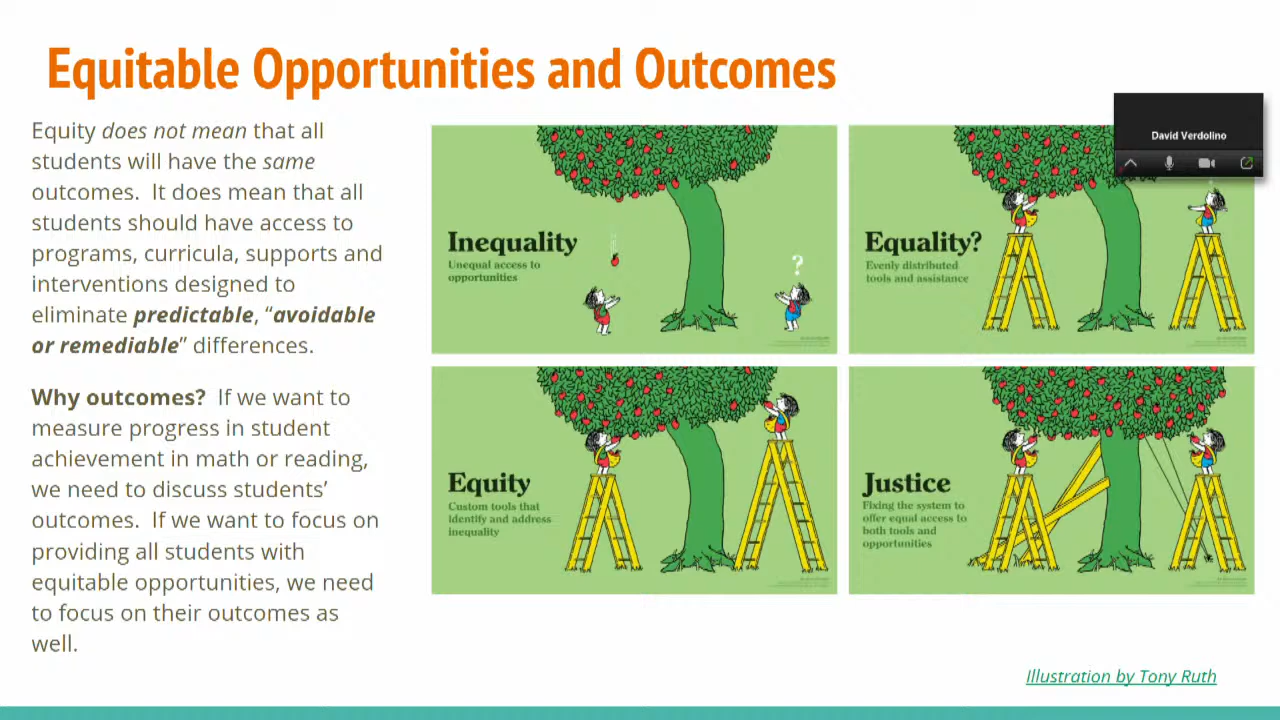 Equitable Opportunities and Outcomes
Equity does not mean that all
students will have the same
outcomes.  It does mean that all
students should have access to
programs, curricula, supports and
interventions designed to
eliminate predictable, “avoidable
or remediable” differences.
Why outcomes?  If we want to
measure progress in student
achievement in math or reading,
we need to discuss students’
outcomes.  If we want to focus on
providing all students with
equitable opportunities, we need
to focus on their outcomes as
well.
David Verdolino
Inequality
Unequal access to
opportunities
?
Equality?
Evenly distributed
tools and assistance
Equity
Custom tools that
identify and address
inequality
Justice
Fixing the system to
offer equal access to
both tools and
opportunities
Illustration by Tony Ruth